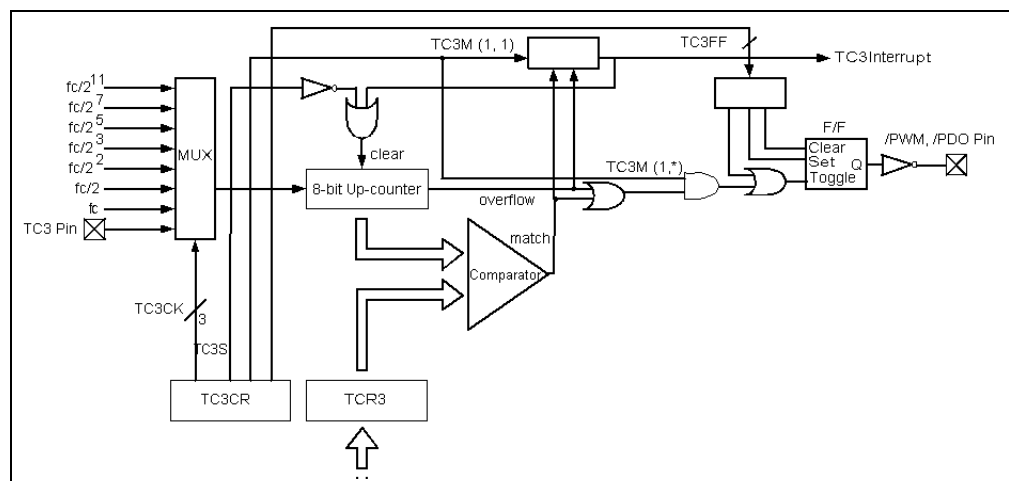 TC3M (1, 1)
TC3FF
TC3Interrupt
fc/2^11
fc/2^7
fc/2^5
fc/2^3
fc/2^2
fc/2
fc
TC3 Pin
MUX
clear
8-bit Up-counter
overflow
TC3M (1,*)
F/F
Clear
Set
Q
Toggle
/PWM, /PDO Pin
match
Comparator
TC3CK
3
TC3S
TC3CR
TCR3